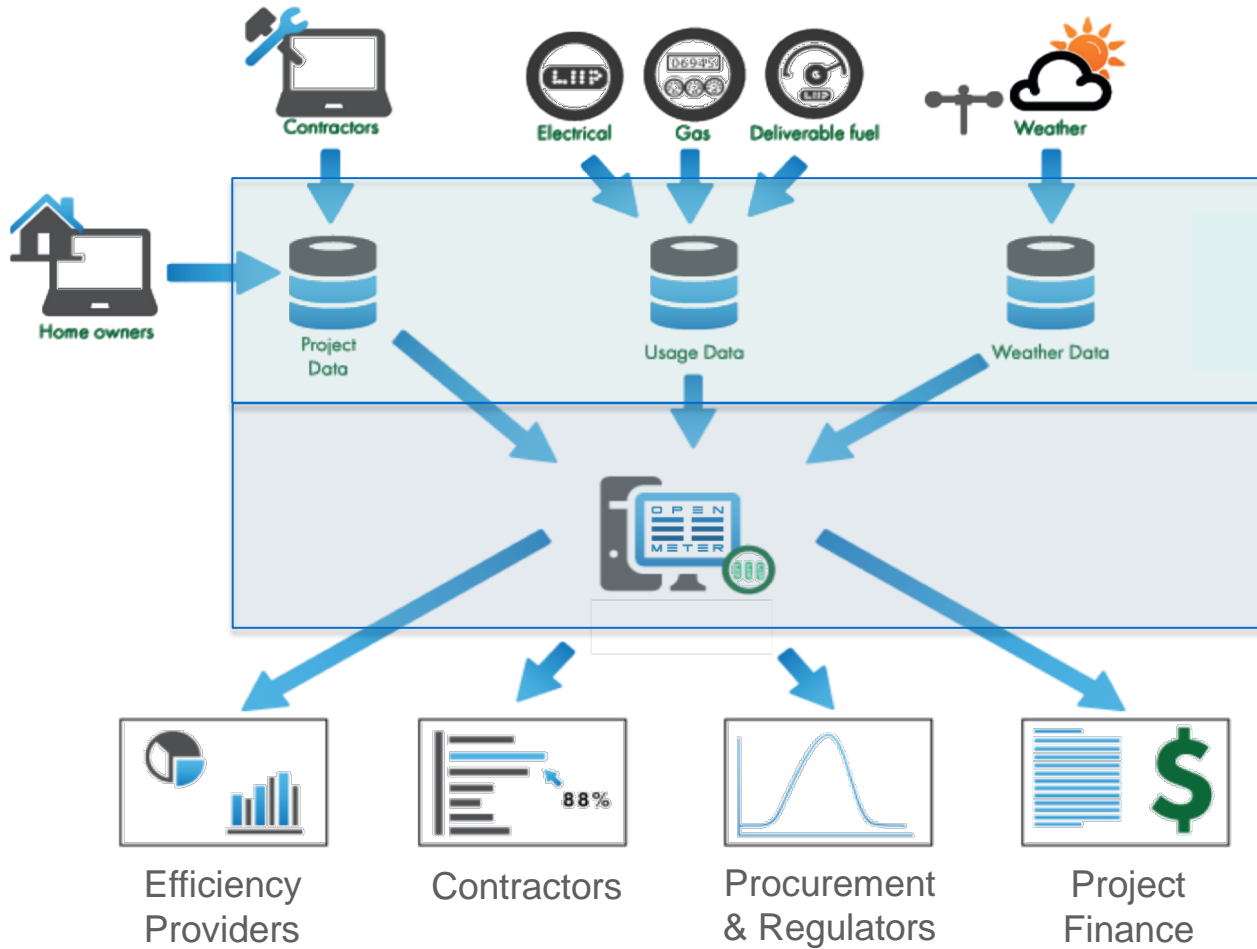 Contractors
Electrical
Gas
Deliverable fuel
Weather
Home owners
Project
Data
Usage Data
Weather Data
OPEN
METER
88%
Efficiency
Providers
Contractors
Procurement
& Regulators
Project
Finance